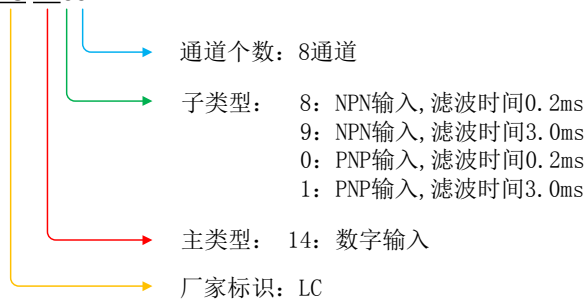 通道个数：8通道
子类型： 8：NPN输入,滤波时间0.2ms
9：NPN输入,滤波时间3.0ms
0：PNP输入,滤波时间0.2ms
1：PNP输入,滤波时间3.0ms
主类型： 14：数字输入
厂家标识：LC